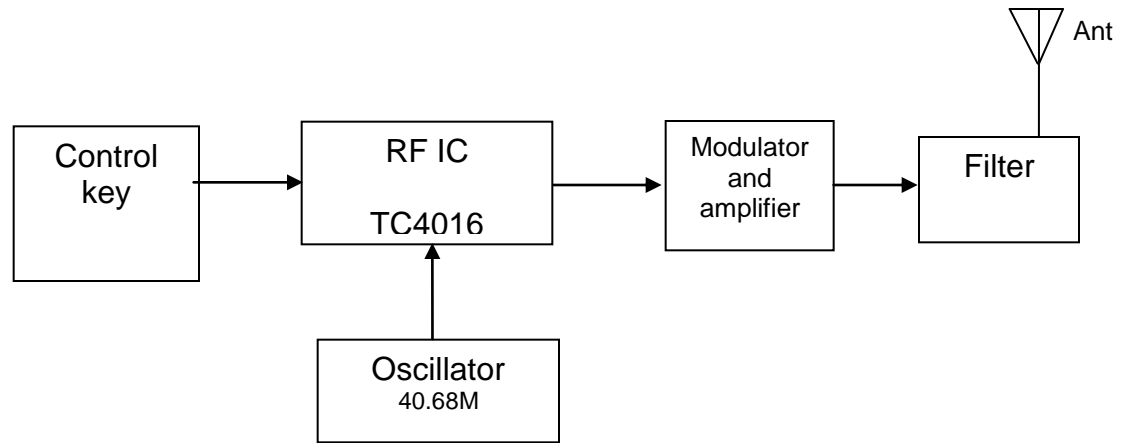 Ant
Control
key
RF IC
TC4016
Modulator
and
amplifier
Filter
Oscillator
40.68M